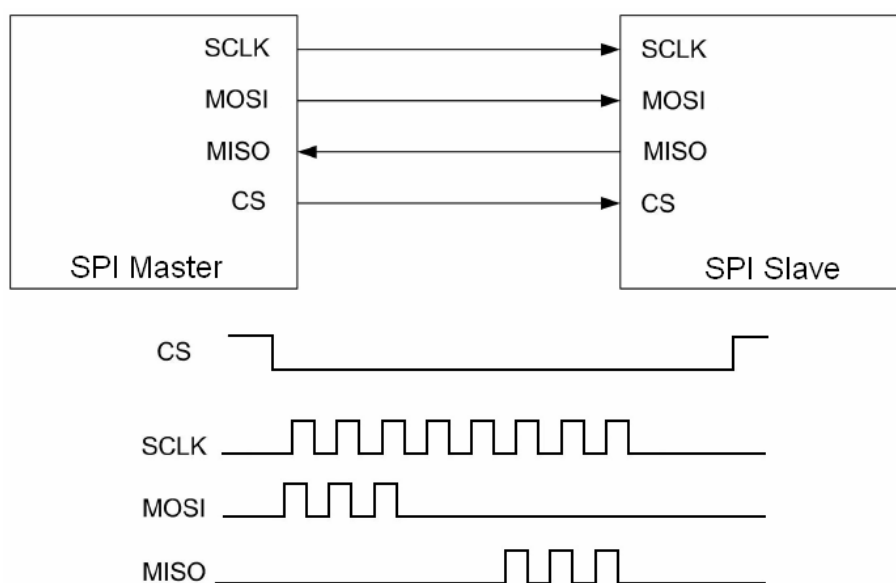 SCLK SCLK
MOSI MOSI
MISO MISO
CS CS
SPI Master SPI Slave
CS
SCLK
MOSI
MISO